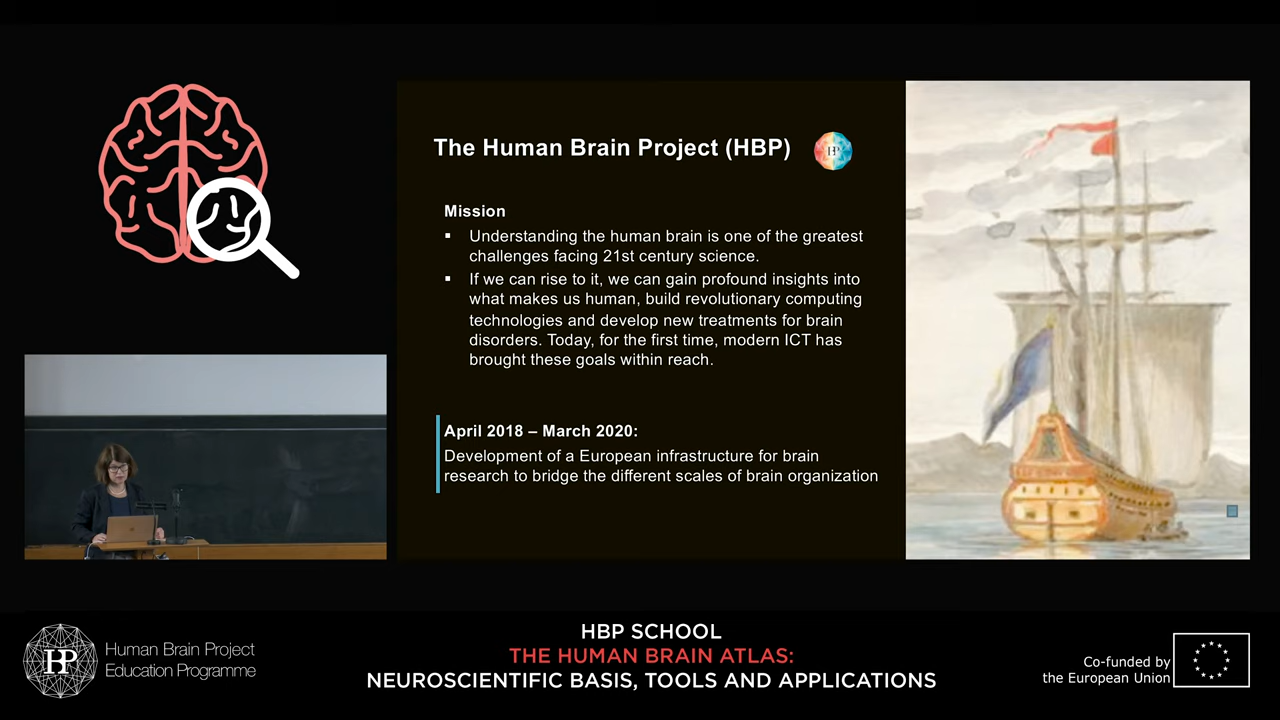 The Human Brain Project (HBP)
HBP
Mission
▪ Understanding the human brain is one of the greatest
challenges facing 21st century science.
▪ If we can rise to it, we can gain profound insights into
what makes us human, build revolutionary computing
technologies and develop new treatments for brain
disorders. Today, for the first time, modern ICT has
brought these goals within reach.
April 2018 – March 2020:
Development of a European infrastructure for brain
research to bridge the different scales of brain organization
HBP
Human Brain Project
Education Programme
HBP SCHOOL
THE HUMAN BRAIN ATLAS:
NEUROSCIENTIFIC BASIS, TOOLS AND APPLICATIONS
Co-funded by
the European Union